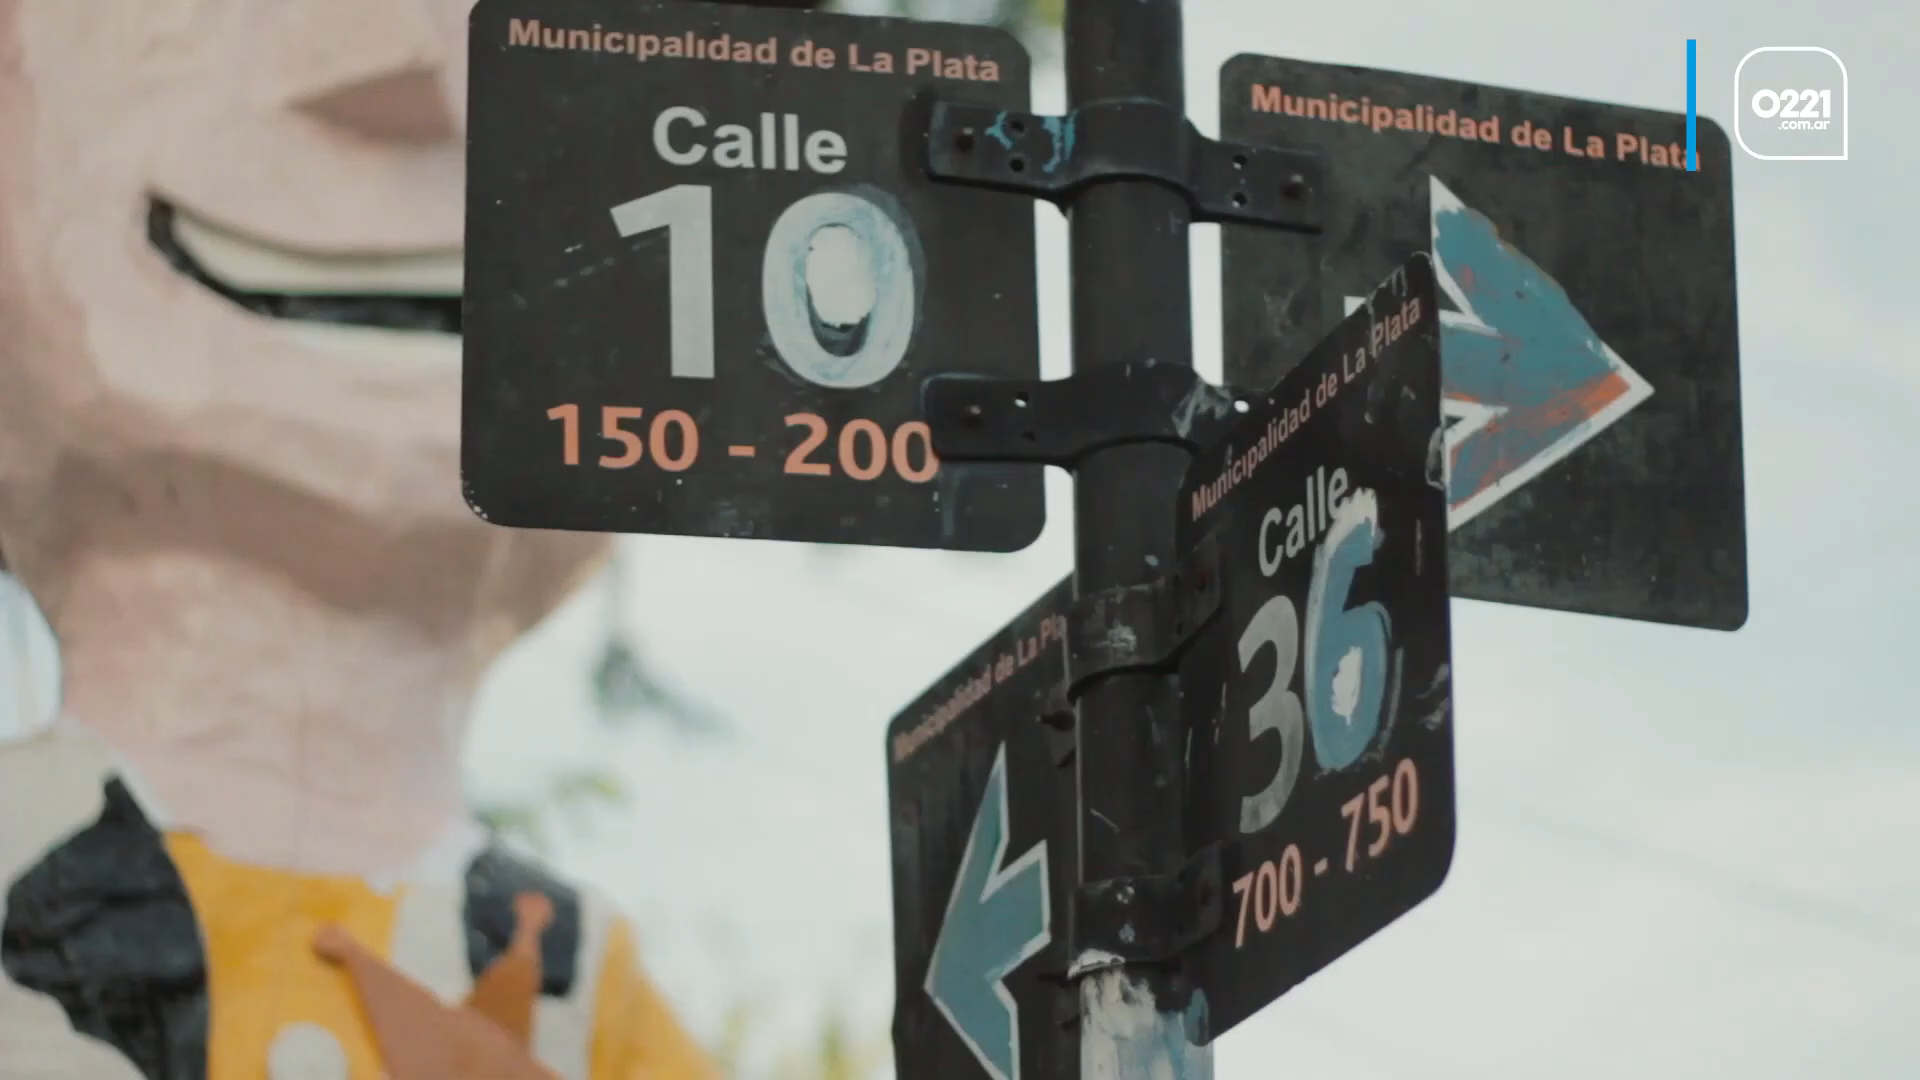 Municipalidad de La Plata
Calle
10
150 - 200
Municipalidad de La Plata
0221
.com.ar
Municipalidad de La Plata
Calle
36
700 - 750
Municipalidad de La Pla